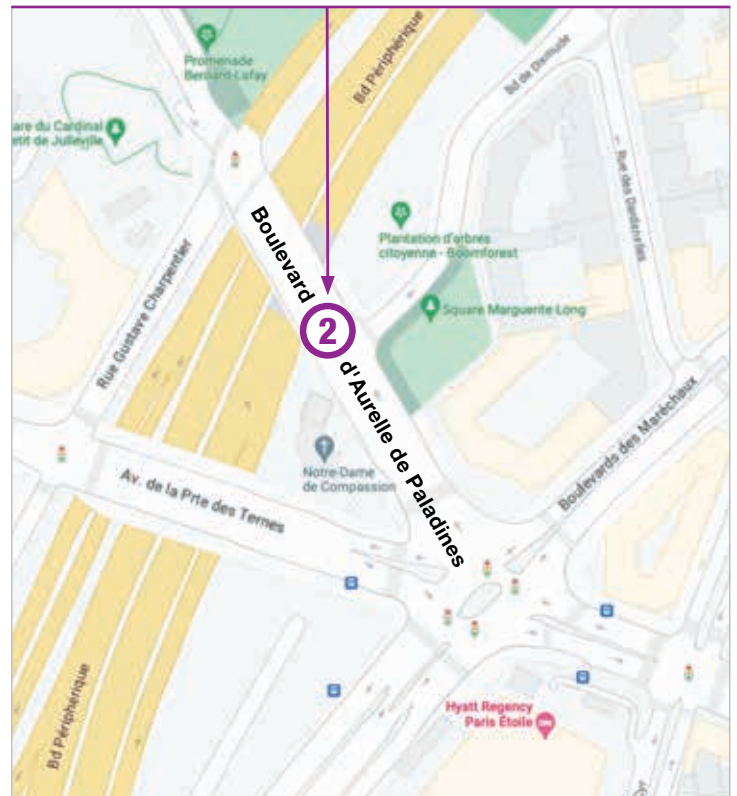 Promenade
Bernard-Lafay
Bd Périphérique
Bd de Dixmude
are du Cardinal
etit de Julleville
Rue des Dardanelles
Boulevard
2
d'Aurelle de Paladines
Plantation d'arbres
citoyenne - Boomforest
Square Marguerite Long
Rue Gustave Charpentier
Boulevards des Maréchaux
Notre-Dame
de Compassion
Av. de la Prte des Ternes
Bd Périphérique
Hyatt Regency
Paris Étoile
Cyr